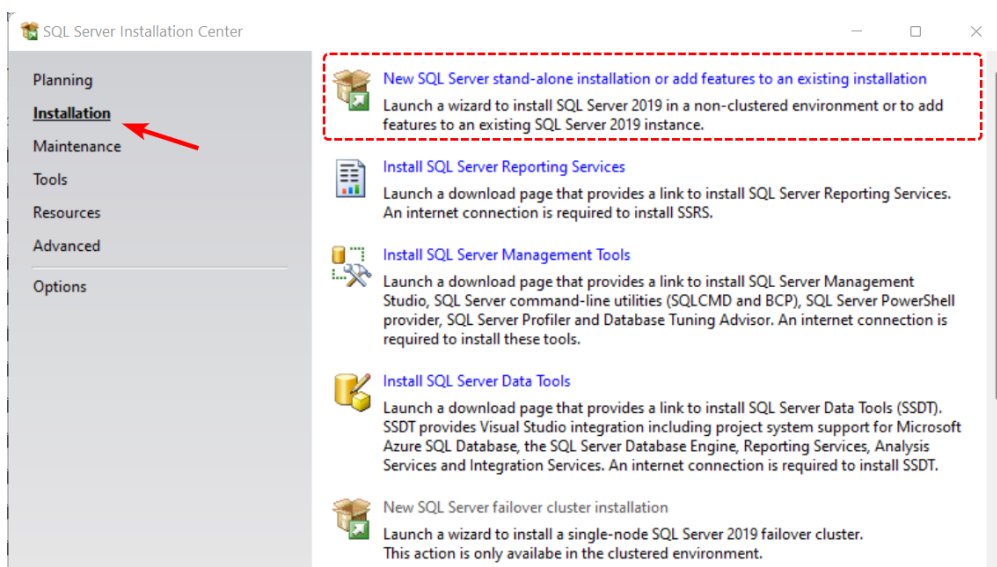 SQL Server Installation Center
Planning
Installation
Maintenance
Tools
Resources
Advanced
Options
New SQL Server stand-alone installation or add features to an existing installation
Launch a wizard to install SQL Server 2019 in a non-clustered environment or to add
features to an existing SQL Server 2019 instance.
Install SQL Server Reporting Services
Launch a download page that provides a link to install SQL Server Reporting Services.
An internet connection is required to install SSRS.
Install SQL Server Management Tools
Launch a download page that provides a link to install SQL Server Management
Studio, SQL Server command-line utilities (SQLCMD and BCP), SQL Server PowerShell
provider, SQL Server Profiler and Database Tuning Advisor. An internet connection is
required to install these tools.
Install SQL Server Data Tools
Launch a download page that provides a link to install SQL Server Data Tools (SSDT).
SSDT provides Visual Studio integration including project system support for Microsoft
Azure SQL Database, the SQL Server Database Engine, Reporting Services, Analysis
Services and Integration Services. An internet connection is required to install SSDT.
New SQL Server failover cluster installation
Launch a wizard to install a single-node SQL Server 2019 failover cluster.
This action is only availabe in the clustered environment.